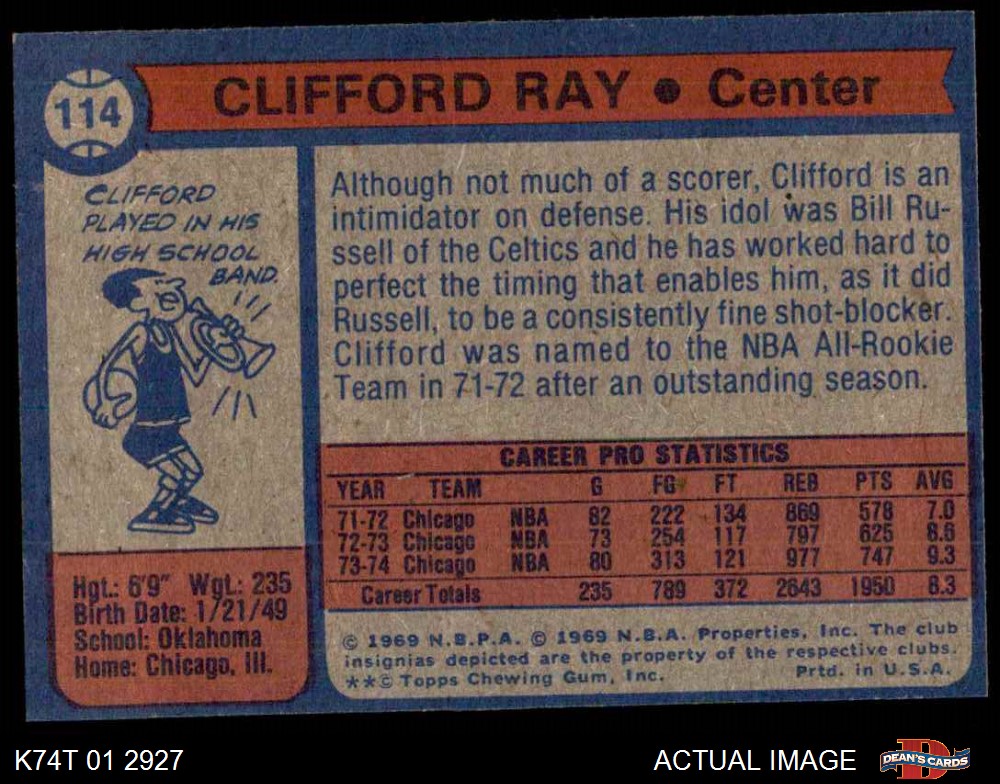 114
CLIFFORD RAY ● Center
CLIFFORD
PLAYED IN HIS
HIGH SCHOOL
BAND.
Although not much of a scorer, Clifford is an
intimidator on defense. His idol was Bill Ru-
ssell of the Celtics and he has worked hard to
perfect the timing that enables him, as it did
Russell, to be a consistently fine shot-blocker.
Clifford was named to the NBA All-Rookie
Team in 71-72 after an outstanding season.
CAREER PRO STATISTICS
YEAR TEAM G FG FT REB PTS AVG
71-72 Chicago NBA 82 222 134 869 578 7.0
72-73 Chicago NBA 73 254 117 797 625 8.6
73-74 Chicago NBA 80 313 121 977 747 9.3
Career Totals 235 789 372 2643 1950 8.3
Hgt.: 6'9" Wgt.: 235
Birth Date: 1/21/49
School: Oklahoma
Home: Chicago, Ill.
© 1969 N.B.P.A. © 1969 N.B.A. Properties, Inc. The club
insignias depicted are the property of the respective clubs.
**© Topps Chewing Gum, Inc. Prtd. in U.S.A.
K74T 01 2927
ACTUAL IMAGE
D
DEAN'S CARDS